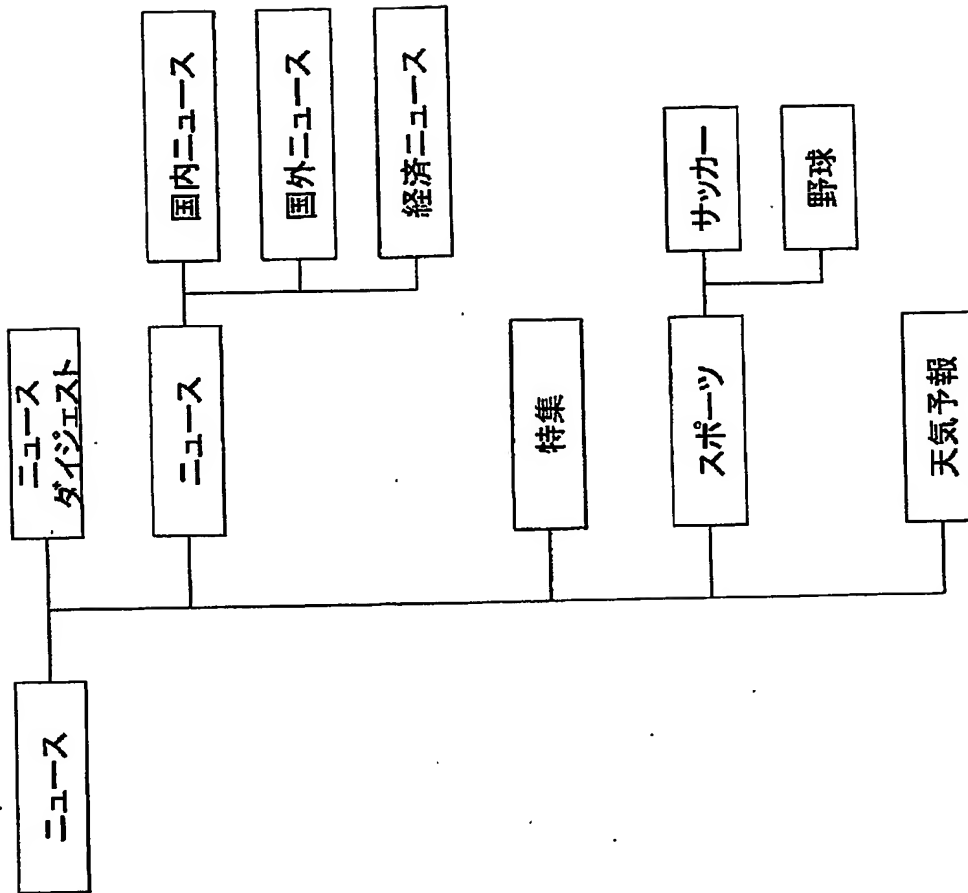 ニュース
ニュース
ダイジェスト
ニュース
国内ニュース
国外ニュース
経済ニュース
特集
スポーツ
サッカー
野球
天気予報